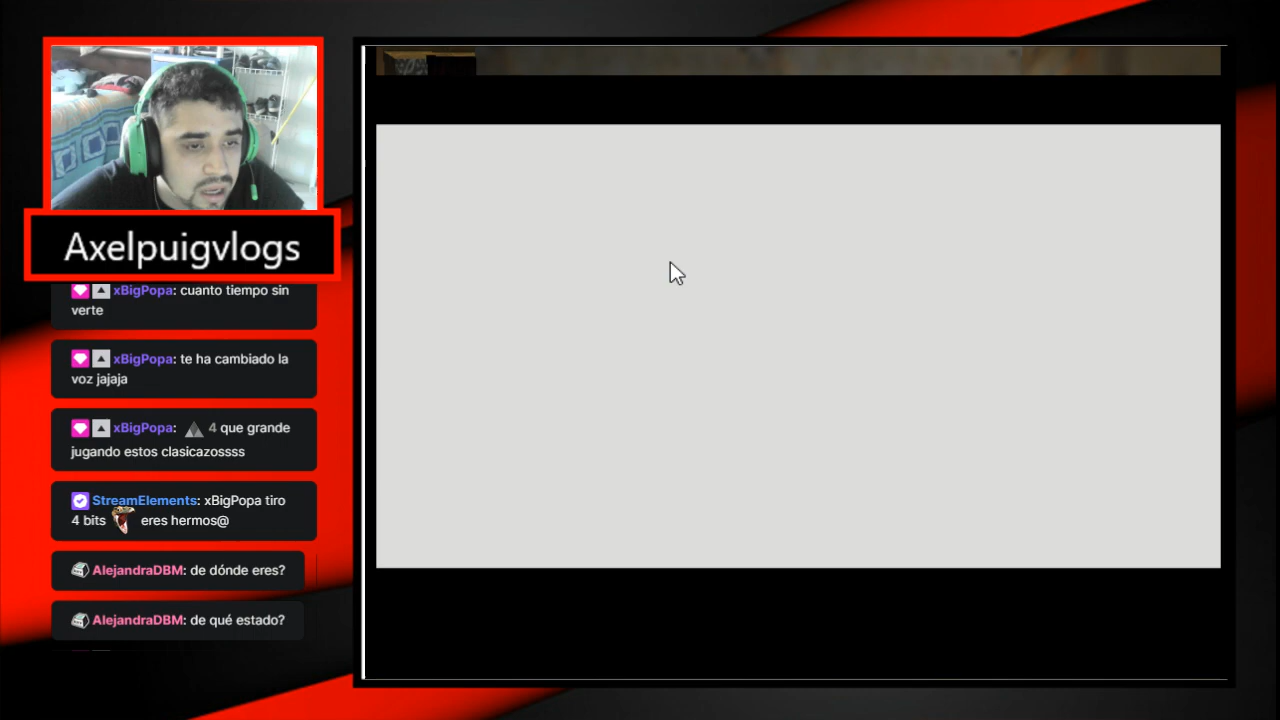 Axelpuigvlogs
xBigPopa: cuanto tiempo sin
verte
xBigPopa: te ha cambiado la
voz jajaja
xBigPopa: 4 que grande
jugando estos clasicazossss
StreamElements: xBigPopa tiro
4 bits eres hermos@
AlejandraDBM: de dónde eres?
AlejandraDBM: de qué estado?